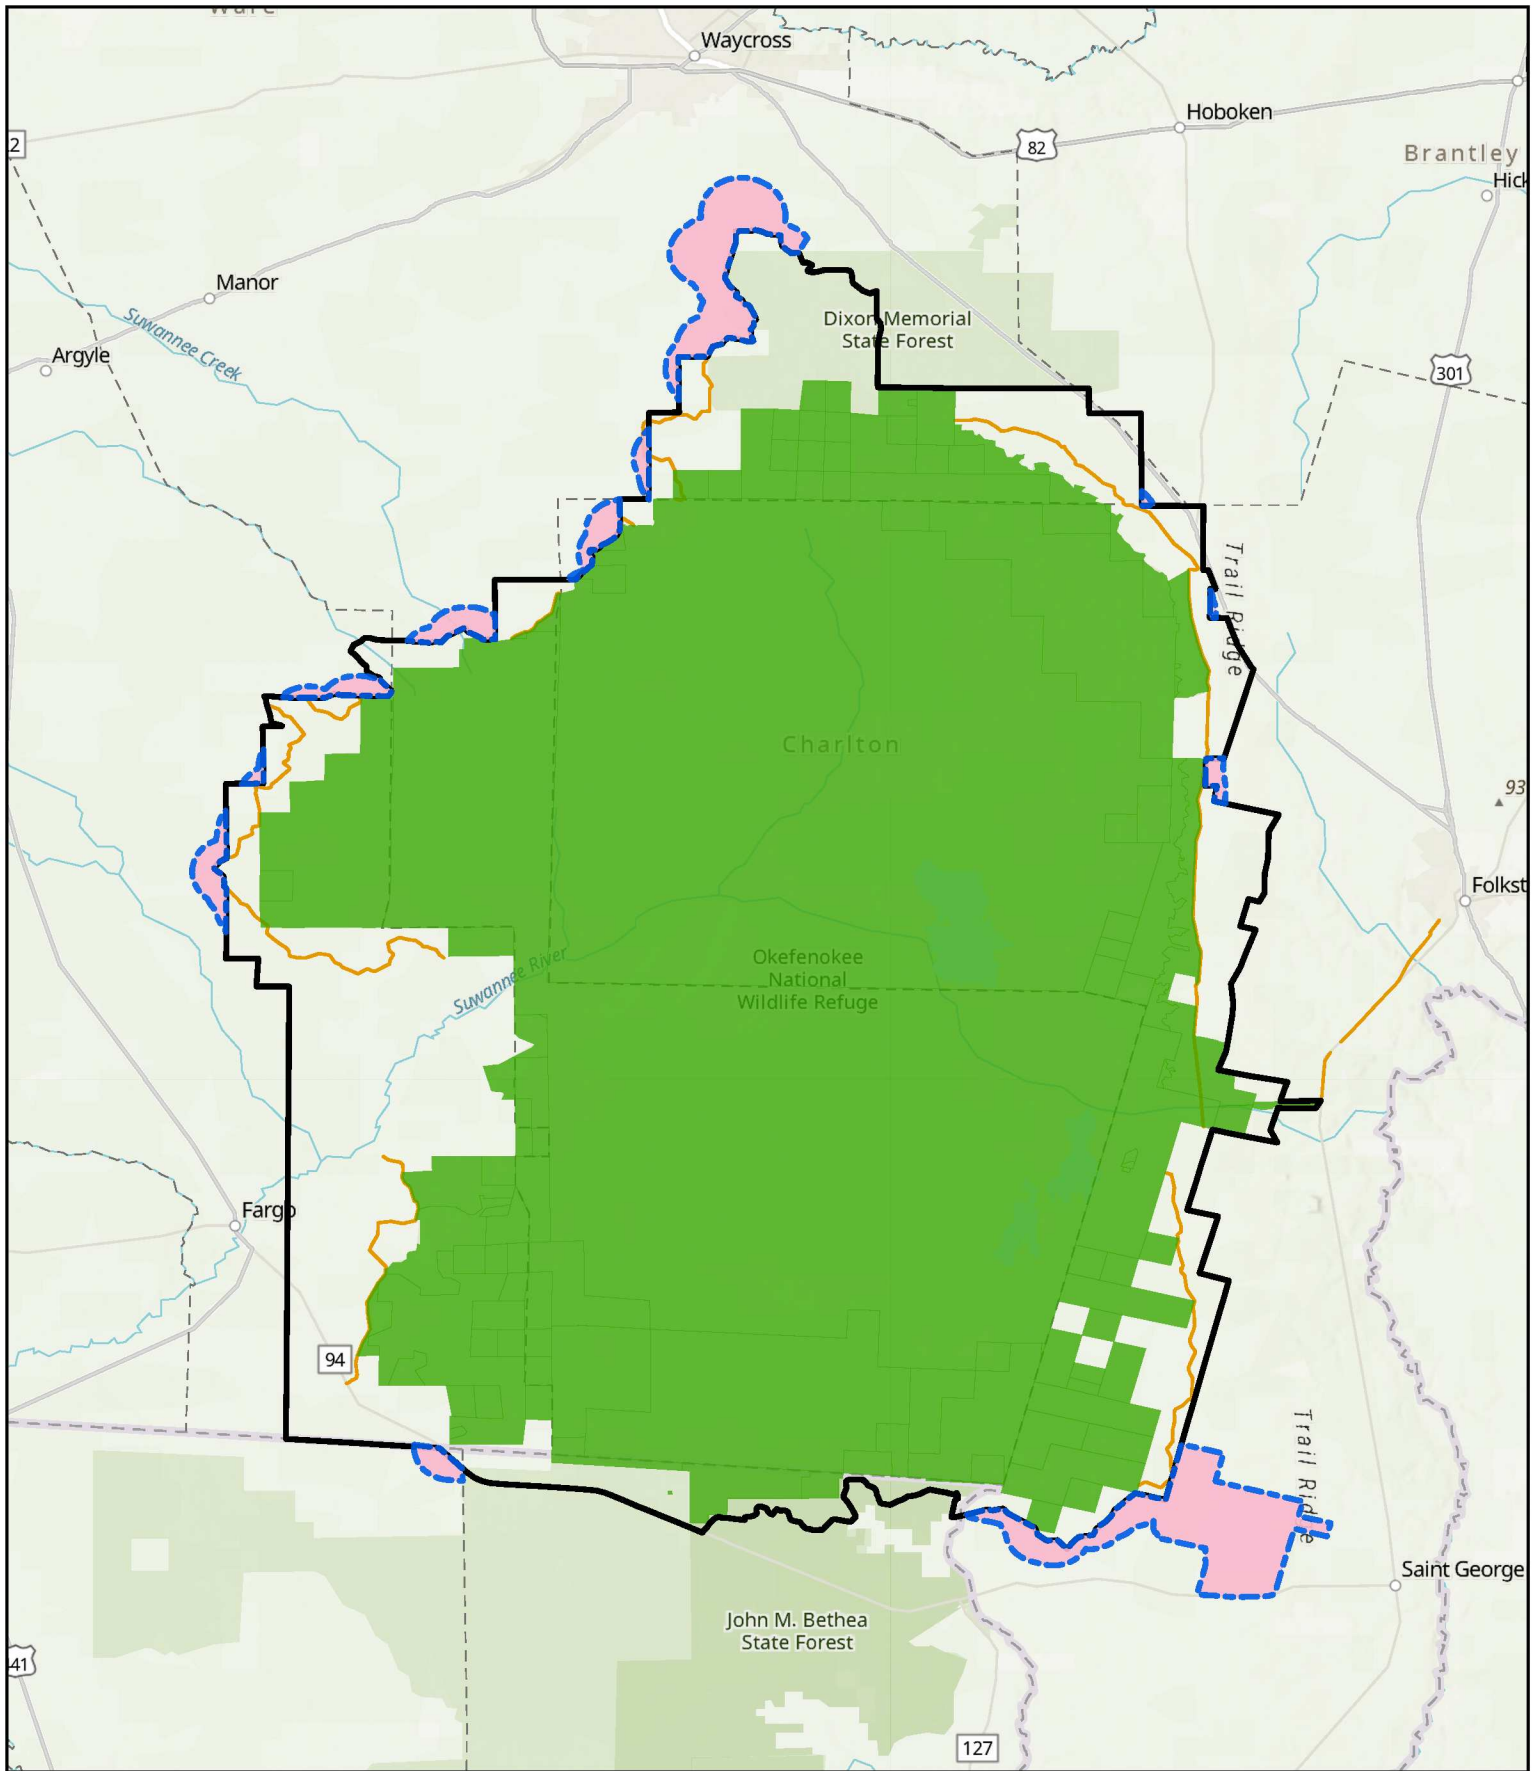 Ware
Waycross
Hoboken
82
Brantley
.2
Hick
Manor
Suwannee Creek
Dixon Memorial
State Forest
Argyle
301
Trail Ridge
Charlton
93
Folkst
Okefenokee
National
Wildlife Refuge
Suwannee River
Fargo
94
Trail Ridge
Saint George
John M. Bethea
State Forest
41
127